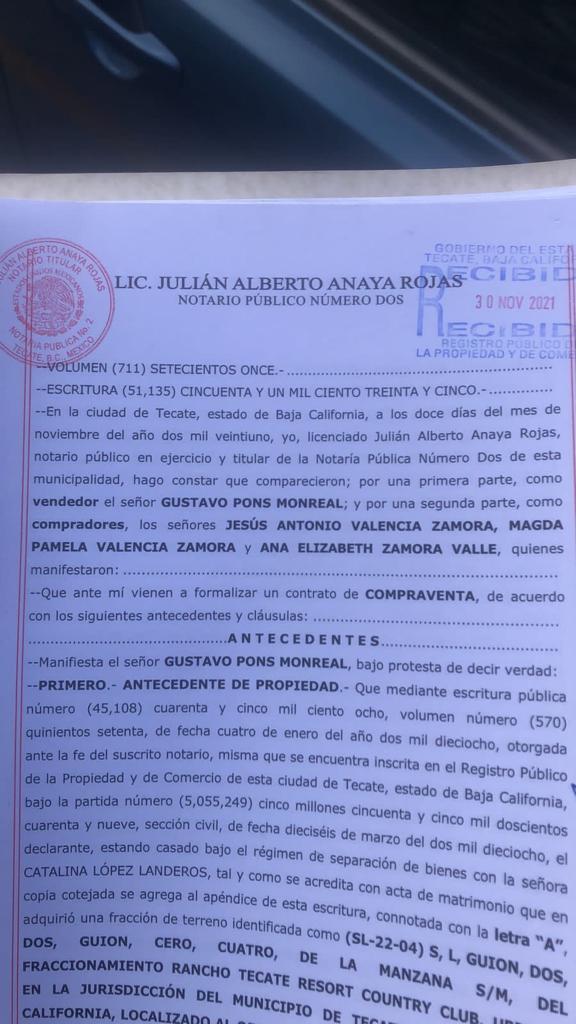 LIC. JULIÁN ALBERTO ANAYA ROJAS
NOTARIO PÚBLICO NÚMERO DOS
JULIÁN ALBERTO ANAYA ROJAS
NOTARIO TITULAR
ESTADOS UNIDOS MEXICANOS
NOTARIA PUBLICA No. 2
TECATE, B.C., MEXICO
GOBIERNO DEL EST
TECATE, BAJA CALIFO
RECIBID
30 NOV 2021
RECIBID
REGISTRO PÚBLICO D
LA PROPIEDAD Y DE COME
--VOLUMEN (711) SETECIENTOS ONCE.-
--ESCRITURA (51,135) CINCUENTA Y UN MIL CIENTO TREINTA Y CINCO.-
--En la ciudad de Tecate, estado de Baja California, a los doce días del mes de
noviembre del año dos mil veintiuno, yo, licenciado Julián Alberto Anaya Rojas,
notario público en ejercicio y titular de la Notaría Pública Número Dos de esta
municipalidad, hago constar que comparecieron; por una primera parte, como
vendedor el señor GUSTAVO PONS MONREAL; y por una segunda parte, como
compradores, los señores JESÚS ANTONIO VALENCIA ZAMORA, MAGDA
PAMELA VALENCIA ZAMORA y ANA ELIZABETH ZAMORA VALLE, quienes
manifestaron:
--Que ante mí vienen a formalizar un contrato de COMPRAVENTA, de acuerdo
con los siguientes antecedentes y cláusulas:
ANTECEDENTES
--Manifiesta el señor GUSTAVO PONS MONREAL, bajo protesta de decir verdad:
--PRIMERO.- ANTECEDENTE DE PROPIEDAD.- Que mediante escritura pública
número (45,108) cuarenta y cinco mil ciento ocho, volumen número (570)
quinientos setenta, de fecha cuatro de enero del año dos mil dieciocho, otorgada
ante la fe del suscrito notario, misma que se encuentra inscrita en el Registro Público
de la Propiedad y de Comercio de esta ciudad de Tecate, estado de Baja California,
bajo la partida número (5,055,249) cinco millones cincuenta y cinco mil doscientos
cuarenta y nueve, sección civil, de fecha dieciséis de marzo del dos mil dieciocho, el
declarante, estando casado bajo el régimen de separación de bienes con la señora
CATALINA LÓPEZ LANDEROS, tal y como se acredita con acta de matrimonio que en
copia cotejada se agrega al apéndice de esta escritura, connotada con la letra "A",
adquirió una fracción de terreno identificada como (SL-22-04) S, L, GUION, DOS,
DOS, GUION, CERO, CUATRO, DE LA MANZANA S/M, DEL
FRACCIONAMIENTO RANCHO TECATE RESORT COUNTRY CLUB,
EN LA JURISDICCIÓN DEL MUNICIPIO DE
CALIFORNIA, LOCALIZADO